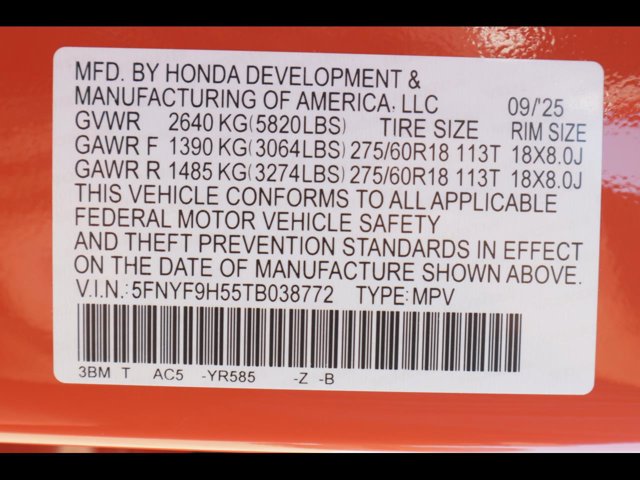 MFD. BY HONDA DEVELOPMENT &
MANUFACTURING OF AMERICA, LLC 09/'25
GVWR 2640 KG(5820LBS) TIRE SIZE RIM SIZE
GAWR F 1390 KG(3064LBS) 275/60R18 113T 18X8.0J
GAWR R 1485 KG(3274LBS) 275/60R18 113T 18X8.0J
THIS VEHICLE CONFORMS TO ALL APPLICABLE
FEDERAL MOTOR VEHICLE SAFETY
AND THEFT PREVENTION STANDARDS IN EFFECT
ON THE DATE OF MANUFACTURE SHOWN ABOVE.
V.I.N.:5FNYF9H55TB038772 TYPE:MPV
3BM T AC5 -YR585 -Z -B